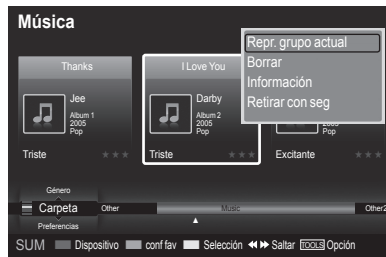 Música
Repr. grupo actual
Borrar
Información
Retirar con seg
Thanks
I Love You
Jee
Album 1
2005
Pop
Darby
Album 2
2005
Pop
2005
Pop
Triste
Triste
Excitante
Género
Carpeta
Other
Music
Other2
Preferencias
SUM Dispositivo conf fav Selección Saltar TOOLS Opción